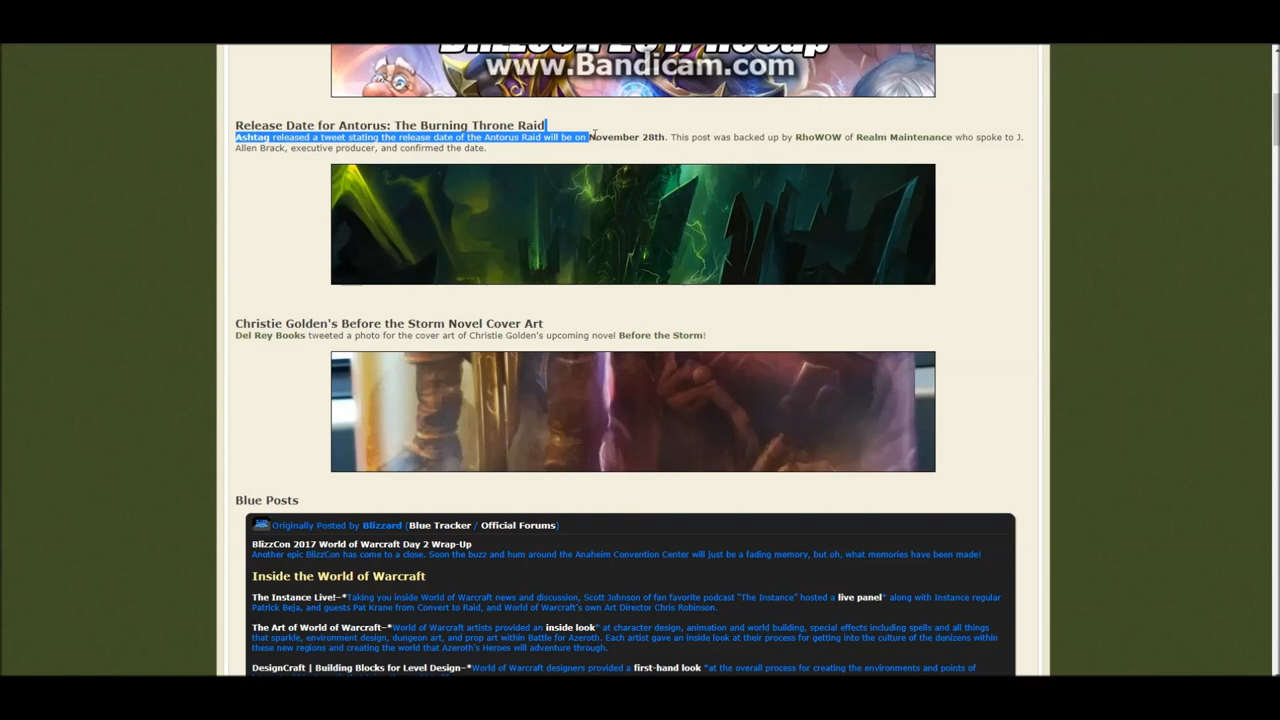 BlizzCon 2017 Recap
www.Bandicam.com
Release Date for Antorus: The Burning Throne Raid
Ashtag released a tweet stating the release date of the Antorus Raid will be on November 28th. This post was backed up by RhoWOW of Realm Maintenance who spoke to J.
Allen Brack, executive producer, and confirmed the date.
Christie Golden's Before the Storm Novel Cover Art
Del Rey Books tweeted a photo for the cover art of Christie Golden's upcoming novel Before the Storm!
Blue Posts
Originally Posted by Blizzard (Blue Tracker / Official Forums)
BlizzCon 2017 World of Warcraft Day 2 Wrap-Up
Another epic BlizzCon has come to a close. Soon the buzz and hum around the Anaheim Convention Center will just be a fading memory, but oh, what memories have been made!
Inside the World of Warcraft
The Instance Live!–*Taking you inside World of Warcraft news and discussion, Scott Johnson of fan favorite podcast "The Instance" hosted a live panel* along with Instance regular
Patrick Beja, and guests Pat Krane from Convert to Raid, and World of Warcraft's own Art Director Chris Robinson.
The Art of World of Warcraft–*World of Warcraft artists provided an inside look* at character design, animation and world building, special effects including spells and all things
that sparkle, environment design, dungeon art, and prop art within Battle for Azeroth. Each artist gave an inside look at their process for getting into the culture of the denizens within
these new regions and creating the world that Azeroth's Heroes will adventure through.
DesignCraft | Building Blocks for Level Design–*World of Warcraft designers provided a first-hand look *at the overall process for creating the environments and points of